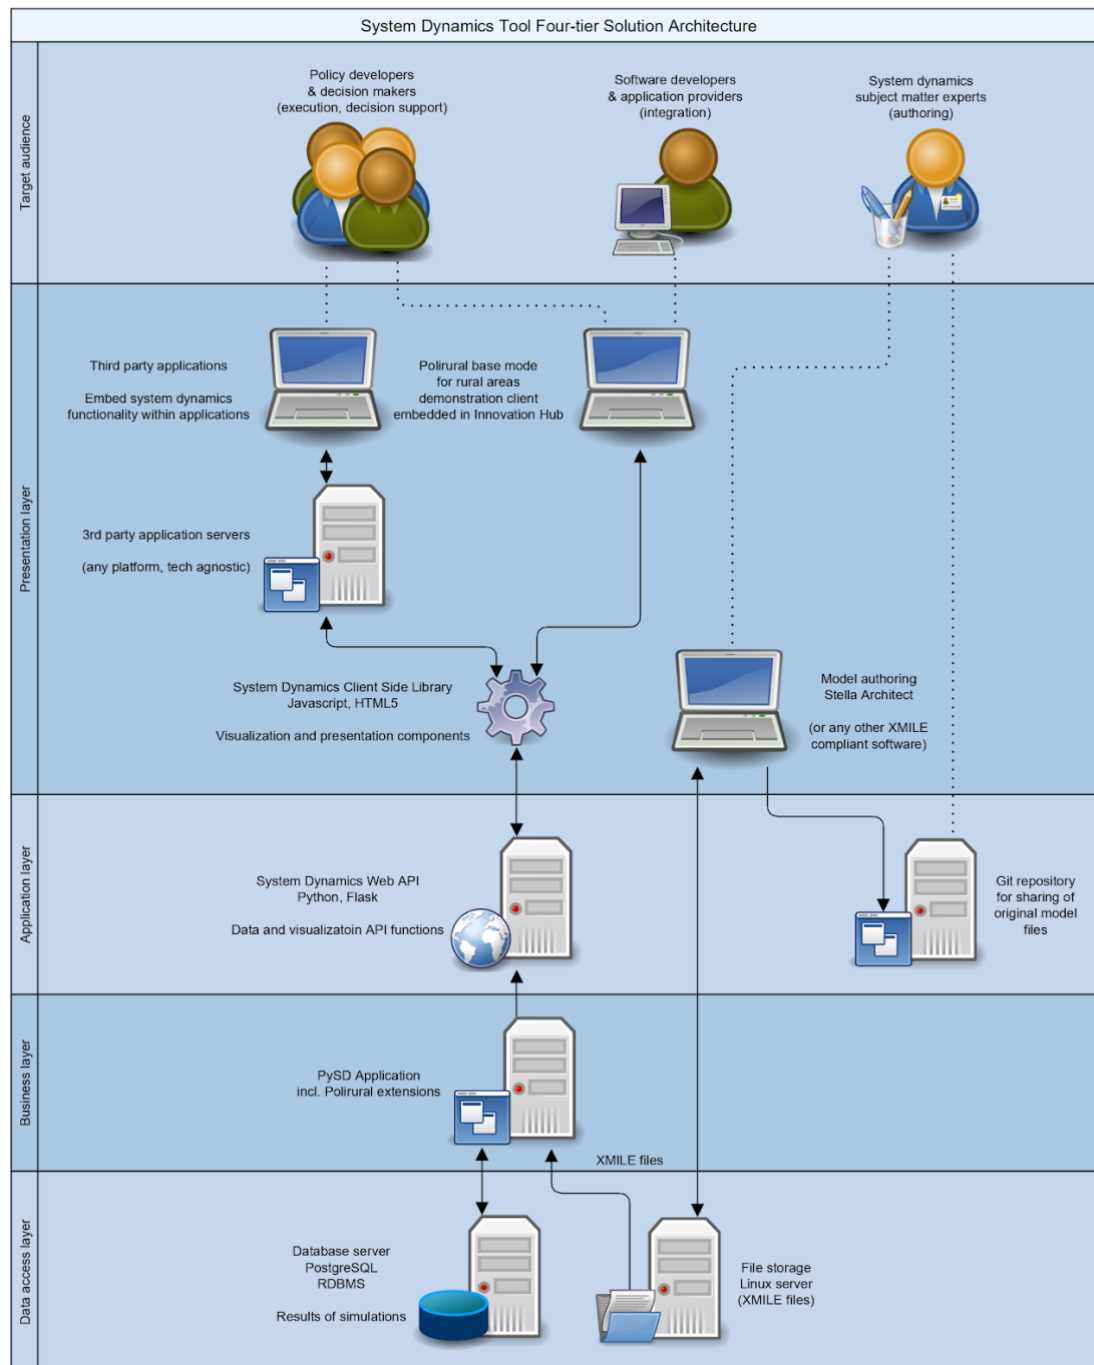 System Dynamics Tool Four-tier Solution Architecture
Target audience
Policy developers
& decision makers
(execution, decision support)
Software developers
& application providers
(integration)
System dynamics
subject matter experts
(authoring)
Presentation layer
Third party applications
Embed system dynamics
functionality within applications
Polirural base mode
for rural areas
demonstration client
embedded in Innovation Hub
3rd party application servers
(any platform, tech agnostic)
System Dynamics Client Side Library
Javascript, HTML5
Visualization and presentation components
Model authoring
Stella Architect
(or any other XMILE
compliant software)
Application layer
System Dynamics Web API
Python, Flask
Data and visualizatoin API functions
Git repository
for sharing of
original model
files
Business layer
PySD Application
incl. Polirural extensions
XMILE files
Data access layer
Database server
PostgreSQL
RDBMS
Results of simulations
File storage
Linux server
(XMILE files)